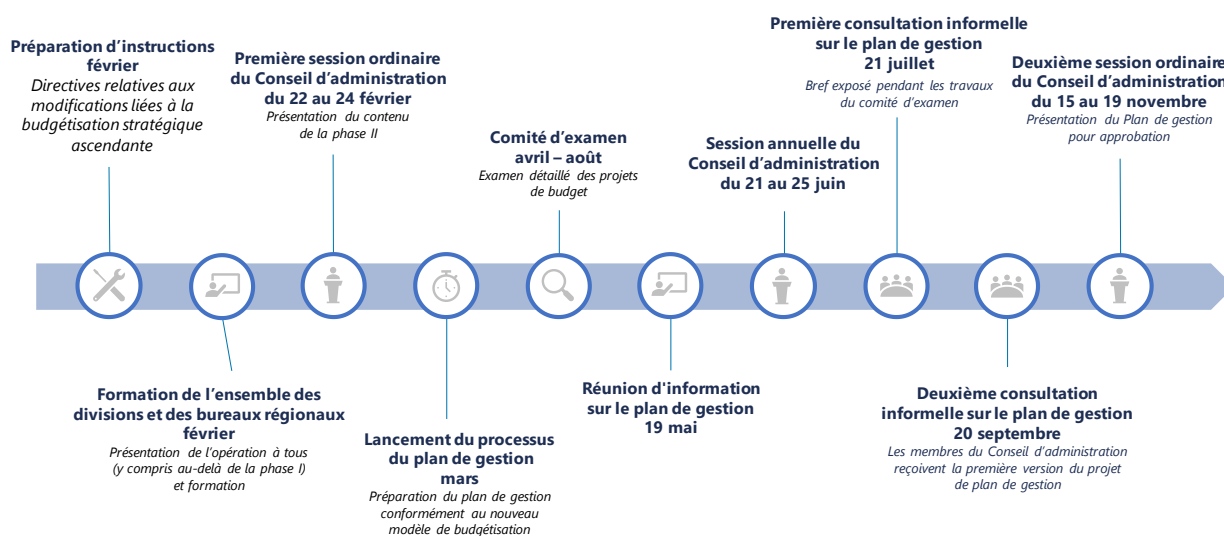 Préparation d'instructions
février
Directives relatives aux
modifications liées à la
budgétisation stratégique
ascendante
Formation de l'ensemble des
divisions et des bureaux régionaux
février
Présentation de l'opération à tous
(y compris au-delà de la phase I)
et formation
Première session ordinaire
du Conseil d'administration
du 22 au 24 février
Présentation du contenu
de la phase II
Lancement du processus
du plan de gestion
mars
Préparation du plan de gestion
conformément au nouveau
modèle de budgétisation
Comité d'examen
avril – août
Examen détaillé des projets
de budget
Réunion d'information
sur le plan de gestion
19 mai
Session annuelle du
Conseil d'administration
du 21 au 25 juin
Première consultation informelle
sur le plan de gestion
21 juillet
Bref exposé pendant les travaux
du comité d'examen
Deuxième consultation
informelle sur le plan de gestion
20 septembre
Les membres du Conseil d'administration
reçoivent la première version du projet
de plan de gestion
Deuxième session ordinaire
du Conseil d'administration
du 15 au 19 novembre
Présentation du Plan de gestion
pour approbation